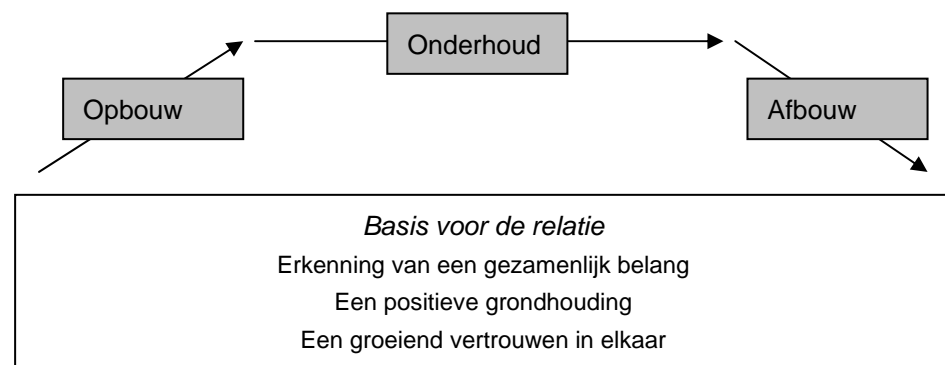 Onderhoud
Opbouw
Afbouw
Basis voor de relatie
Erkenning van een gezamenlijk belang
Een positieve grondhouding
Een groeiend vertrouwen in elkaar